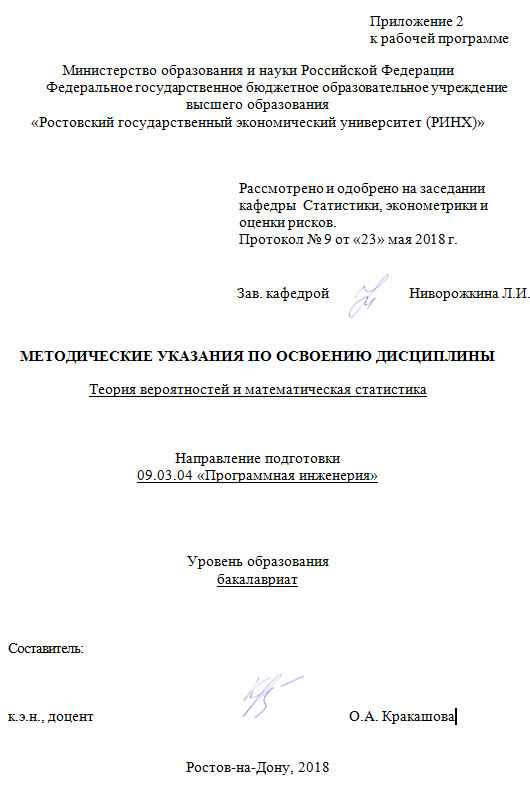 Приложение 2
к рабочей программе
Министерство образования и науки Российской Федерации
Федеральное государственное бюджетное образовательное учреждение
высшего образования
«Ростовский государственный экономический университет (РИНХ)»
Рассмотрено и одобрено на заседании
кафедры Статистики, эконометрики и
оценки рисков.
Протокол № 9 от «23» мая 2018 г.
Зав. кафедрой Ниворожкина Л.И.
МЕТОДИЧЕСКИЕ УКАЗАНИЯ ПО ОСВОЕНИЮ ДИСЦИПЛИНЫ
Теория вероятностей и математическая статистика
Направление подготовки
09.03.04 «Программная инженерия»
Уровень образования
бакалавриат
Составитель:
к.э.н., доцент О.А. Кракашова
Ростов-на-Дону, 2018